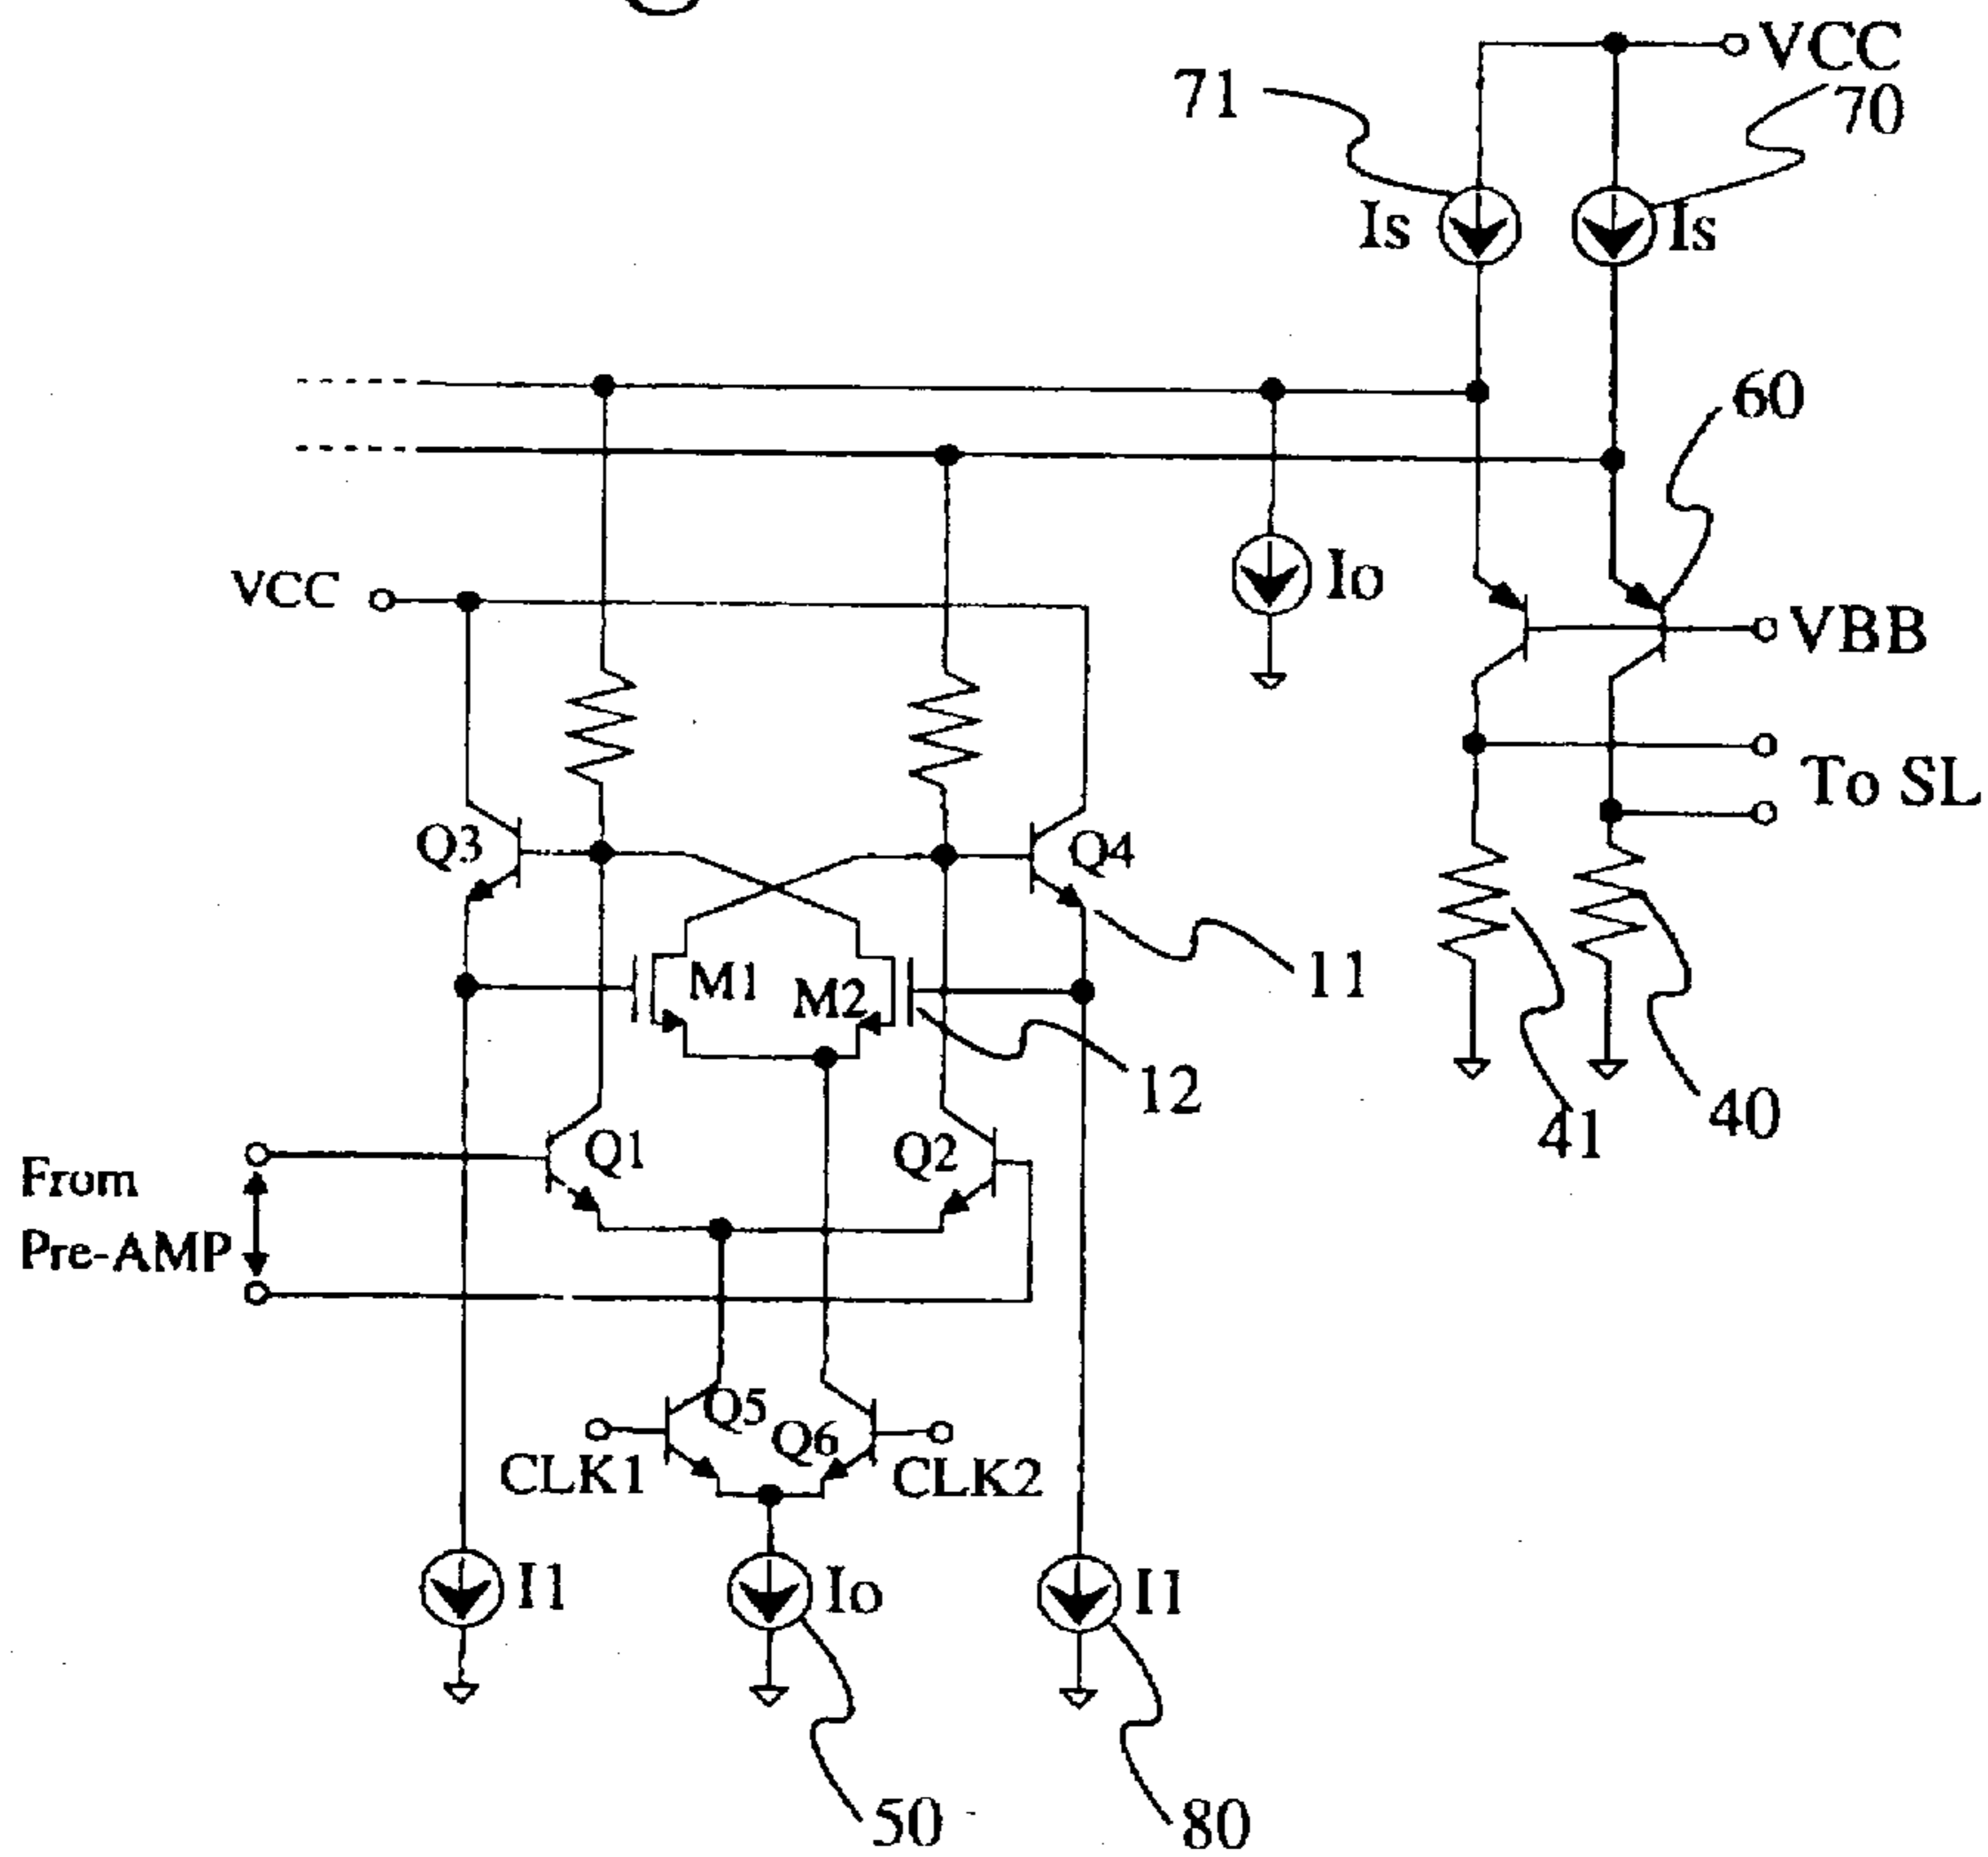 VCC
71
70
Is
Is
60
VCC
Io
VBB
To SL
Q3
Q4
M1
M2
11
12
41
40
From
Pre-AMP
Q1
Q2
Q5
Q6
CLK1
CLK2
I1
Io
I1
50
80